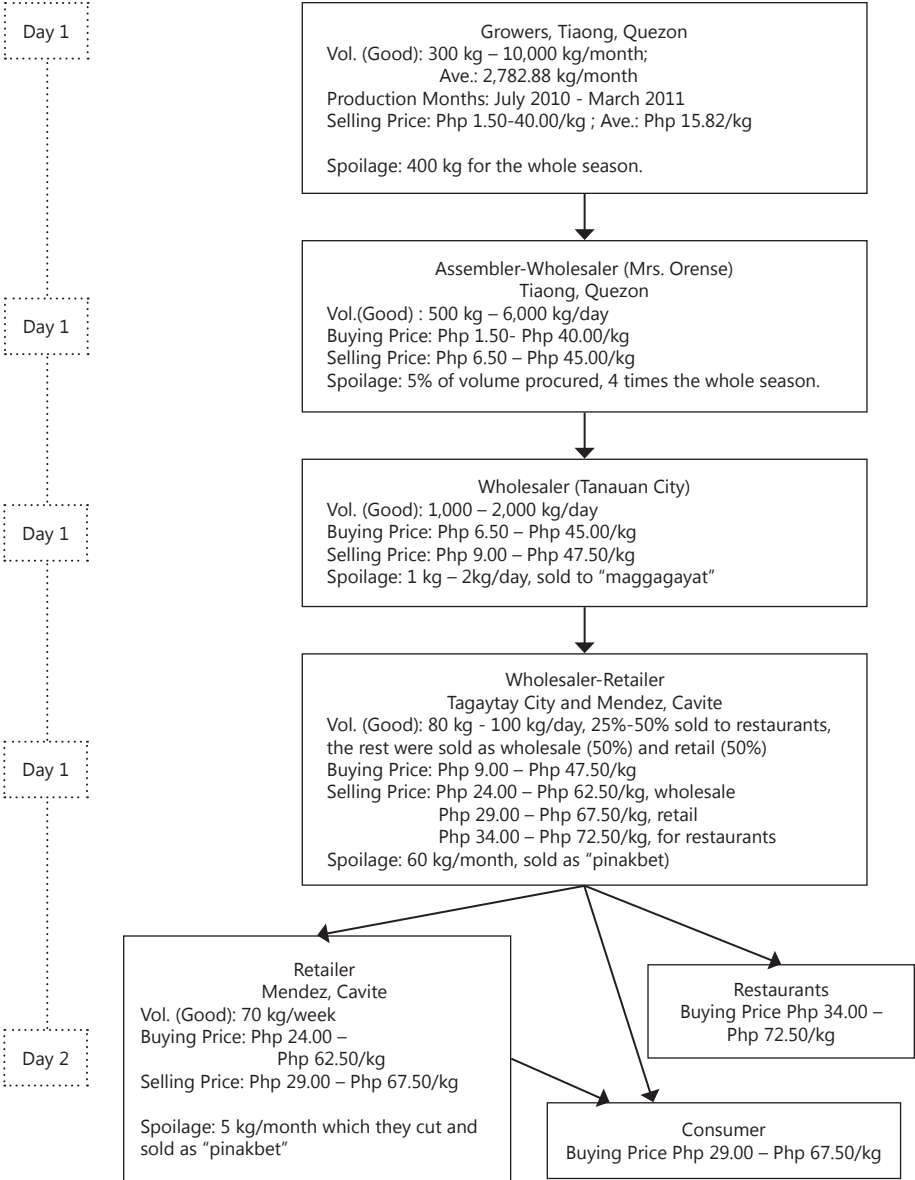 Day 1
Growers, Tiaong, Quezon
Vol. (Good): 300 kg – 10,000 kg/month;
Ave.: 2,782.88 kg/month
Production Months: July 2010 - March 2011
Selling Price: Php 1.50-40.00/kg ; Ave.: Php 15.82/kg
Spoilage: 400 kg for the whole season.
Day 1
Assembler-Wholesaler (Mrs. Orense)
Tiaong, Quezon
Vol.(Good) : 500 kg – 6,000 kg/day
Buying Price: Php 1.50- Php 40.00/kg
Selling Price: Php 6.50 – Php 45.00/kg
Spoilage: 5% of volume procured, 4 times the whole season.
Day 1
Wholesaler (Tanauan City)
Vol. (Good): 1,000 – 2,000 kg/day
Buying Price: Php 6.50 – Php 45.00/kg
Selling Price: Php 9.00 – Php 47.50/kg
Spoilage: 1 kg – 2kg/day, sold to “maggagayat”
Day 1
Wholesaler-Retailer
Tagaytay City and Mendez, Cavite
Vol. (Good): 80 kg - 100 kg/day, 25%-50% sold to restaurants,
the rest were sold as wholesale (50%) and retail (50%)
Buying Price: Php 9.00 – Php 47.50/kg
Selling Price: Php 24.00 – Php 62.50/kg, wholesale
Php 29.00 – Php 67.50/kg, retail
Php 34.00 – Php 72.50/kg, for restaurants
Spoilage: 60 kg/month, sold as “pinakbet)
Day 2
Retailer
Mendez, Cavite
Vol. (Good): 70 kg/week
Buying Price: Php 24.00 –
Php 62.50/kg
Selling Price: Php 29.00 – Php 67.50/kg
Spoilage: 5 kg/month which they cut and
sold as “pinakbet”
Restaurants
Buying Price Php 34.00 –
Php 72.50/kg
Consumer
Buying Price Php 29.00 – Php 67.50/kg